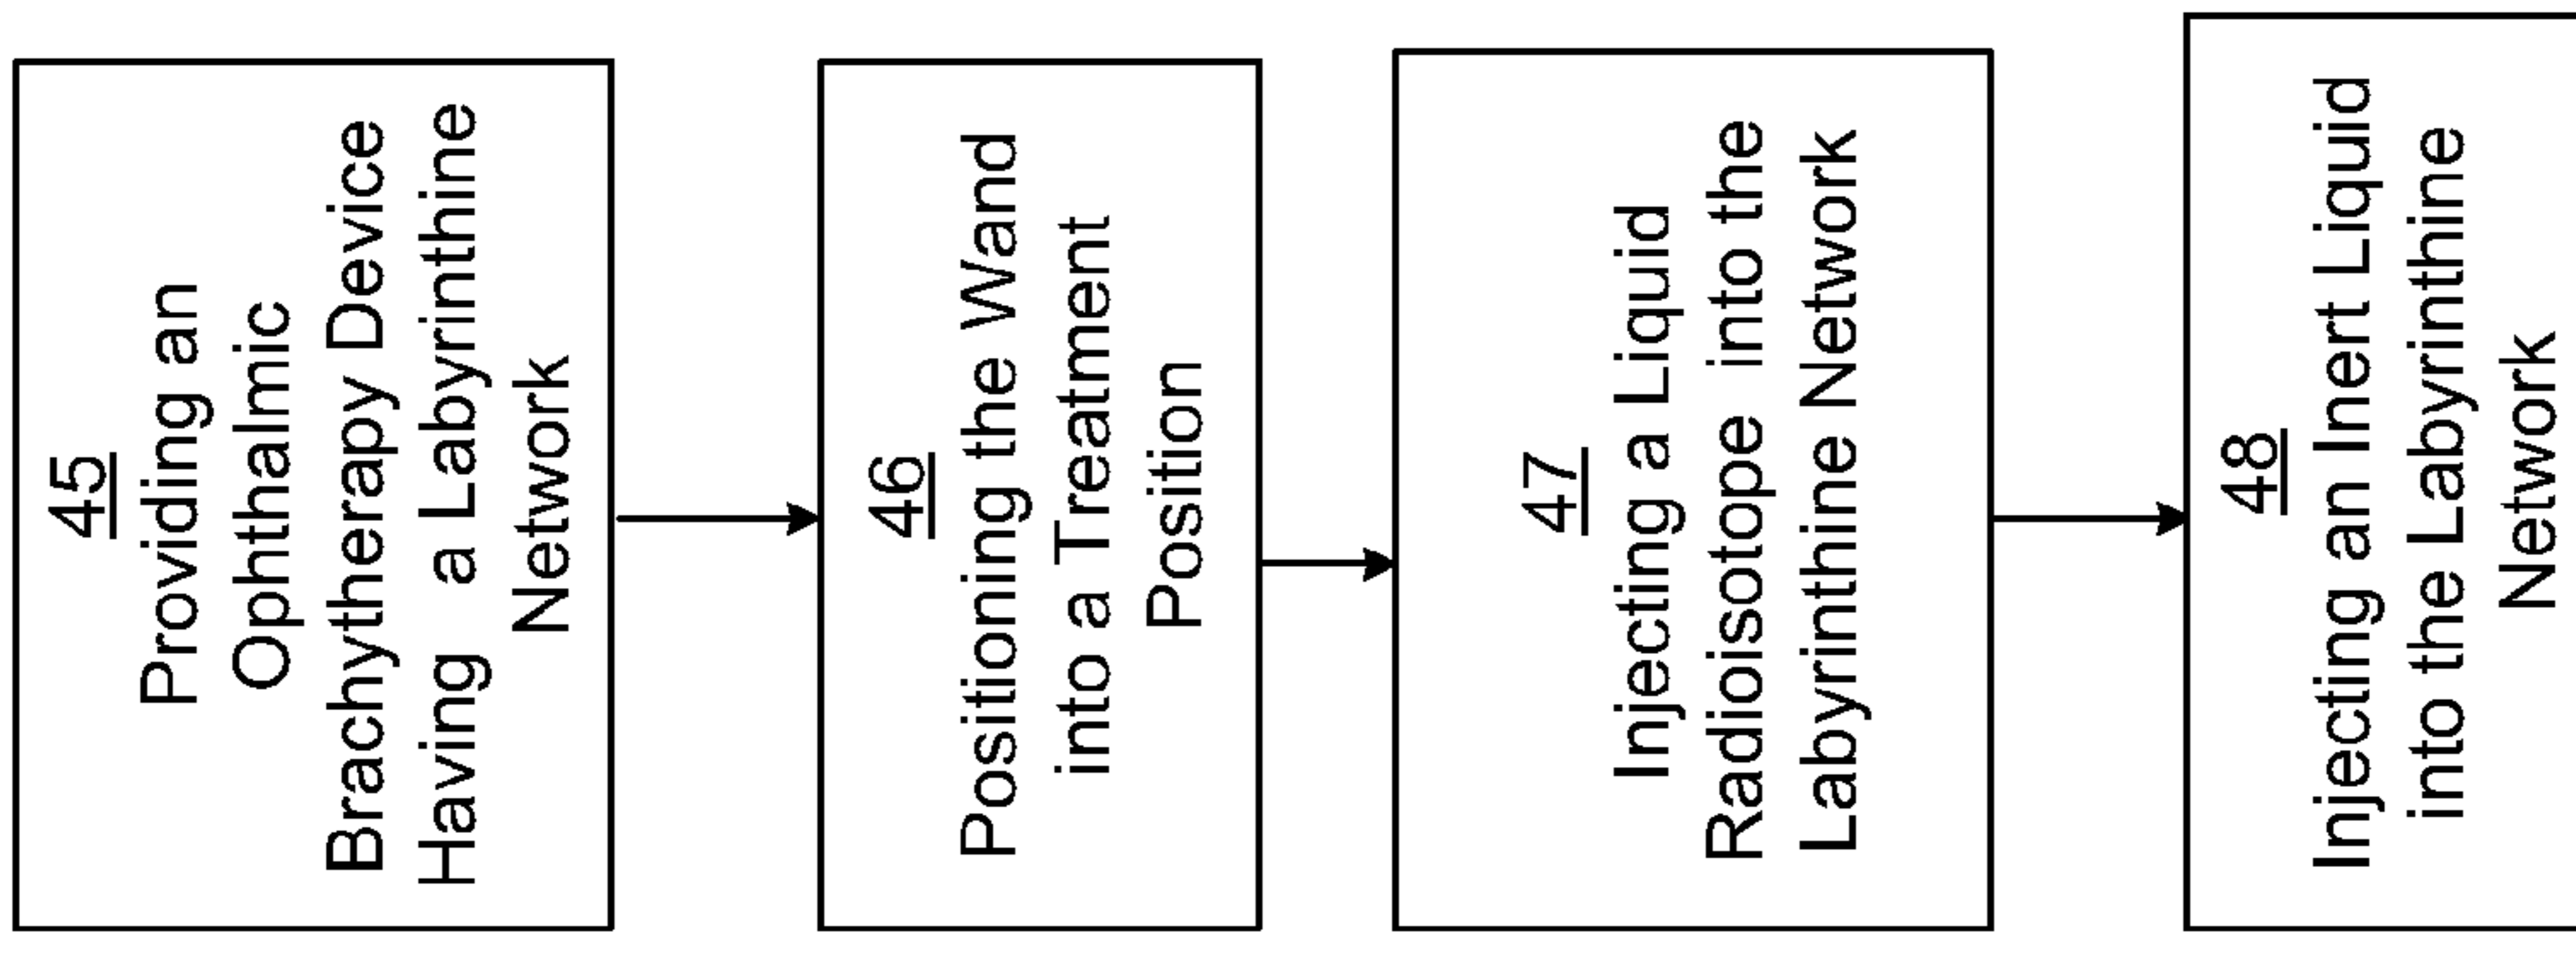 45
Providing an
Ophthalmic
Brachytherapy Device
Having a Labyrinthine
Network
46
Positioning the Wand
into a Treatment
Position
47
Injecting a Liquid
Radioisotope into the
Labyrinthine Network
48
Injecting an Inert Liquid
into the Labyrinthine
Network